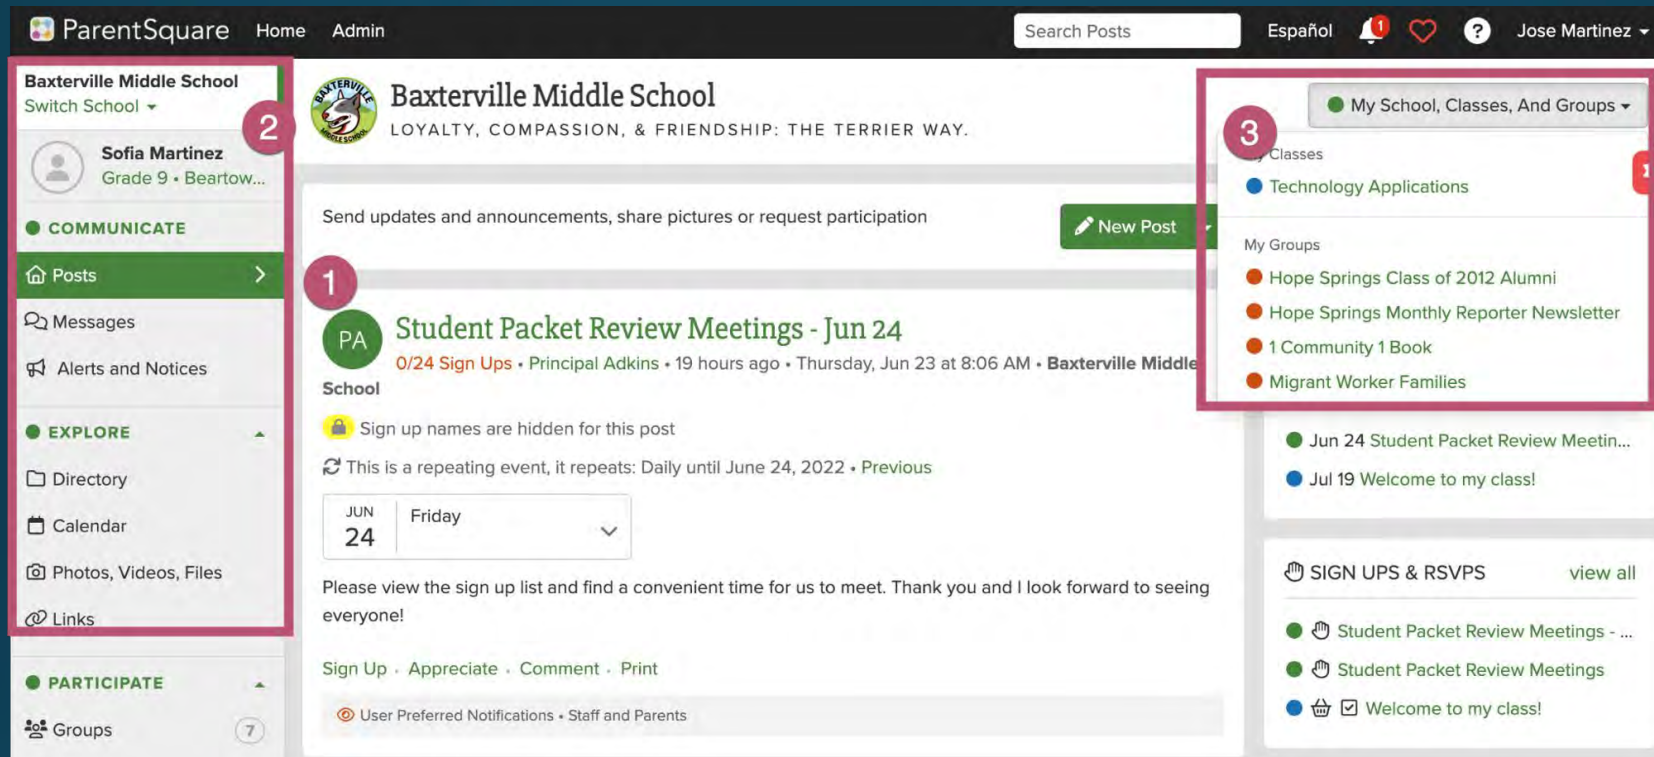 ParentSquare Home Admin Search Posts Español 1 ? Jose Martinez
Baxterville Middle School
Switch School
2
Sofia Martinez
Grade 9 • Beartow...
COMMUNICATE
Posts
Messages
Alerts and Notices
EXPLORE
Directory
Calendar
Photos, Videos, Files
Links
PARTICIPATE
Groups 7
BAXTERVILLE
MIDDLE SCHOOL
Baxterville Middle School
LOYALTY, COMPASSION, & FRIENDSHIP: THE TERRIER WAY.
Send updates and announcements, share pictures or request participation
New Post
1
PA
Student Packet Review Meetings - Jun 24
0/24 Sign Ups • Principal Adkins • 19 hours ago • Thursday, Jun 23 at 8:06 AM • Baxterville Middle
School
Sign up names are hidden for this post
This is a repeating event, it repeats: Daily until June 24, 2022 • Previous
JUN
24
Friday
Please view the sign up list and find a convenient time for us to meet. Thank you and I look forward to seeing
everyone!
Sign Up • Appreciate • Comment • Print
User Preferred Notifications • Staff and Parents
My School, Classes, And Groups
3
Classes
Technology Applications
My Groups
Hope Springs Class of 2012 Alumni
Hope Springs Monthly Reporter Newsletter
1 Community 1 Book
Migrant Worker Families
Jun 24 Student Packet Review Meetin...
Jul 19 Welcome to my class!
SIGN UPS & RSVPS view all
Student Packet Review Meetings - ...
Student Packet Review Meetings
Welcome to my class!